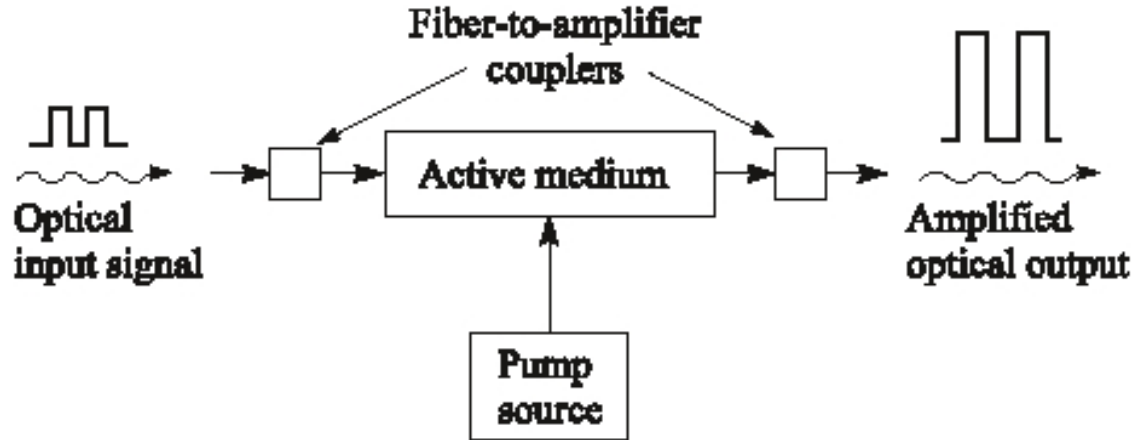 Fiber-to-amplifier
couplers
Active medium
Optical
input signal
Amplified
optical output
Pump
source